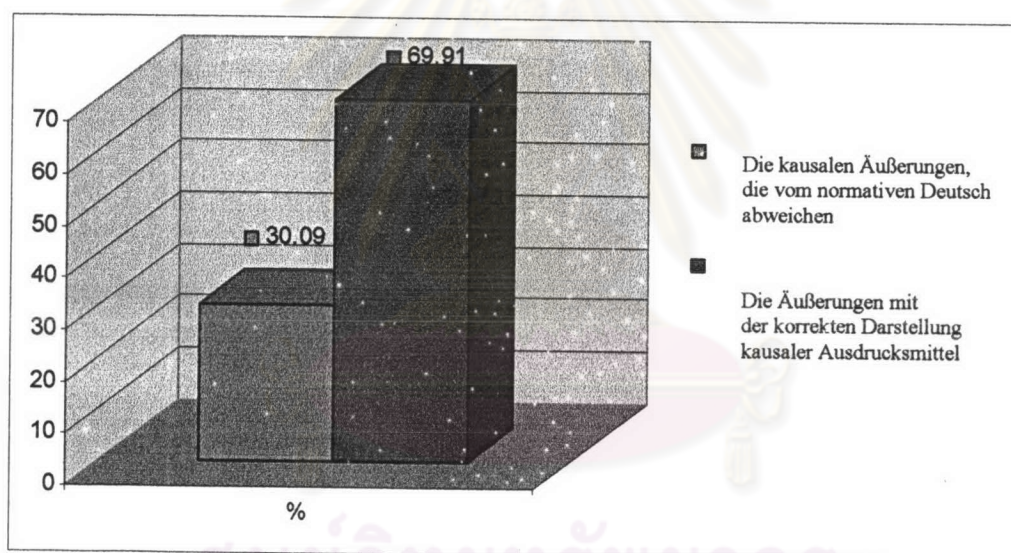 69.91
70
60
50
40
30
20
10
0
30.09
%
Die kausalen Äußerungen,
die vom normativen Deutsch
abweichen
Die Äußerungen mit
der korrekten Darstellung
kausaler Ausdrucksmittel